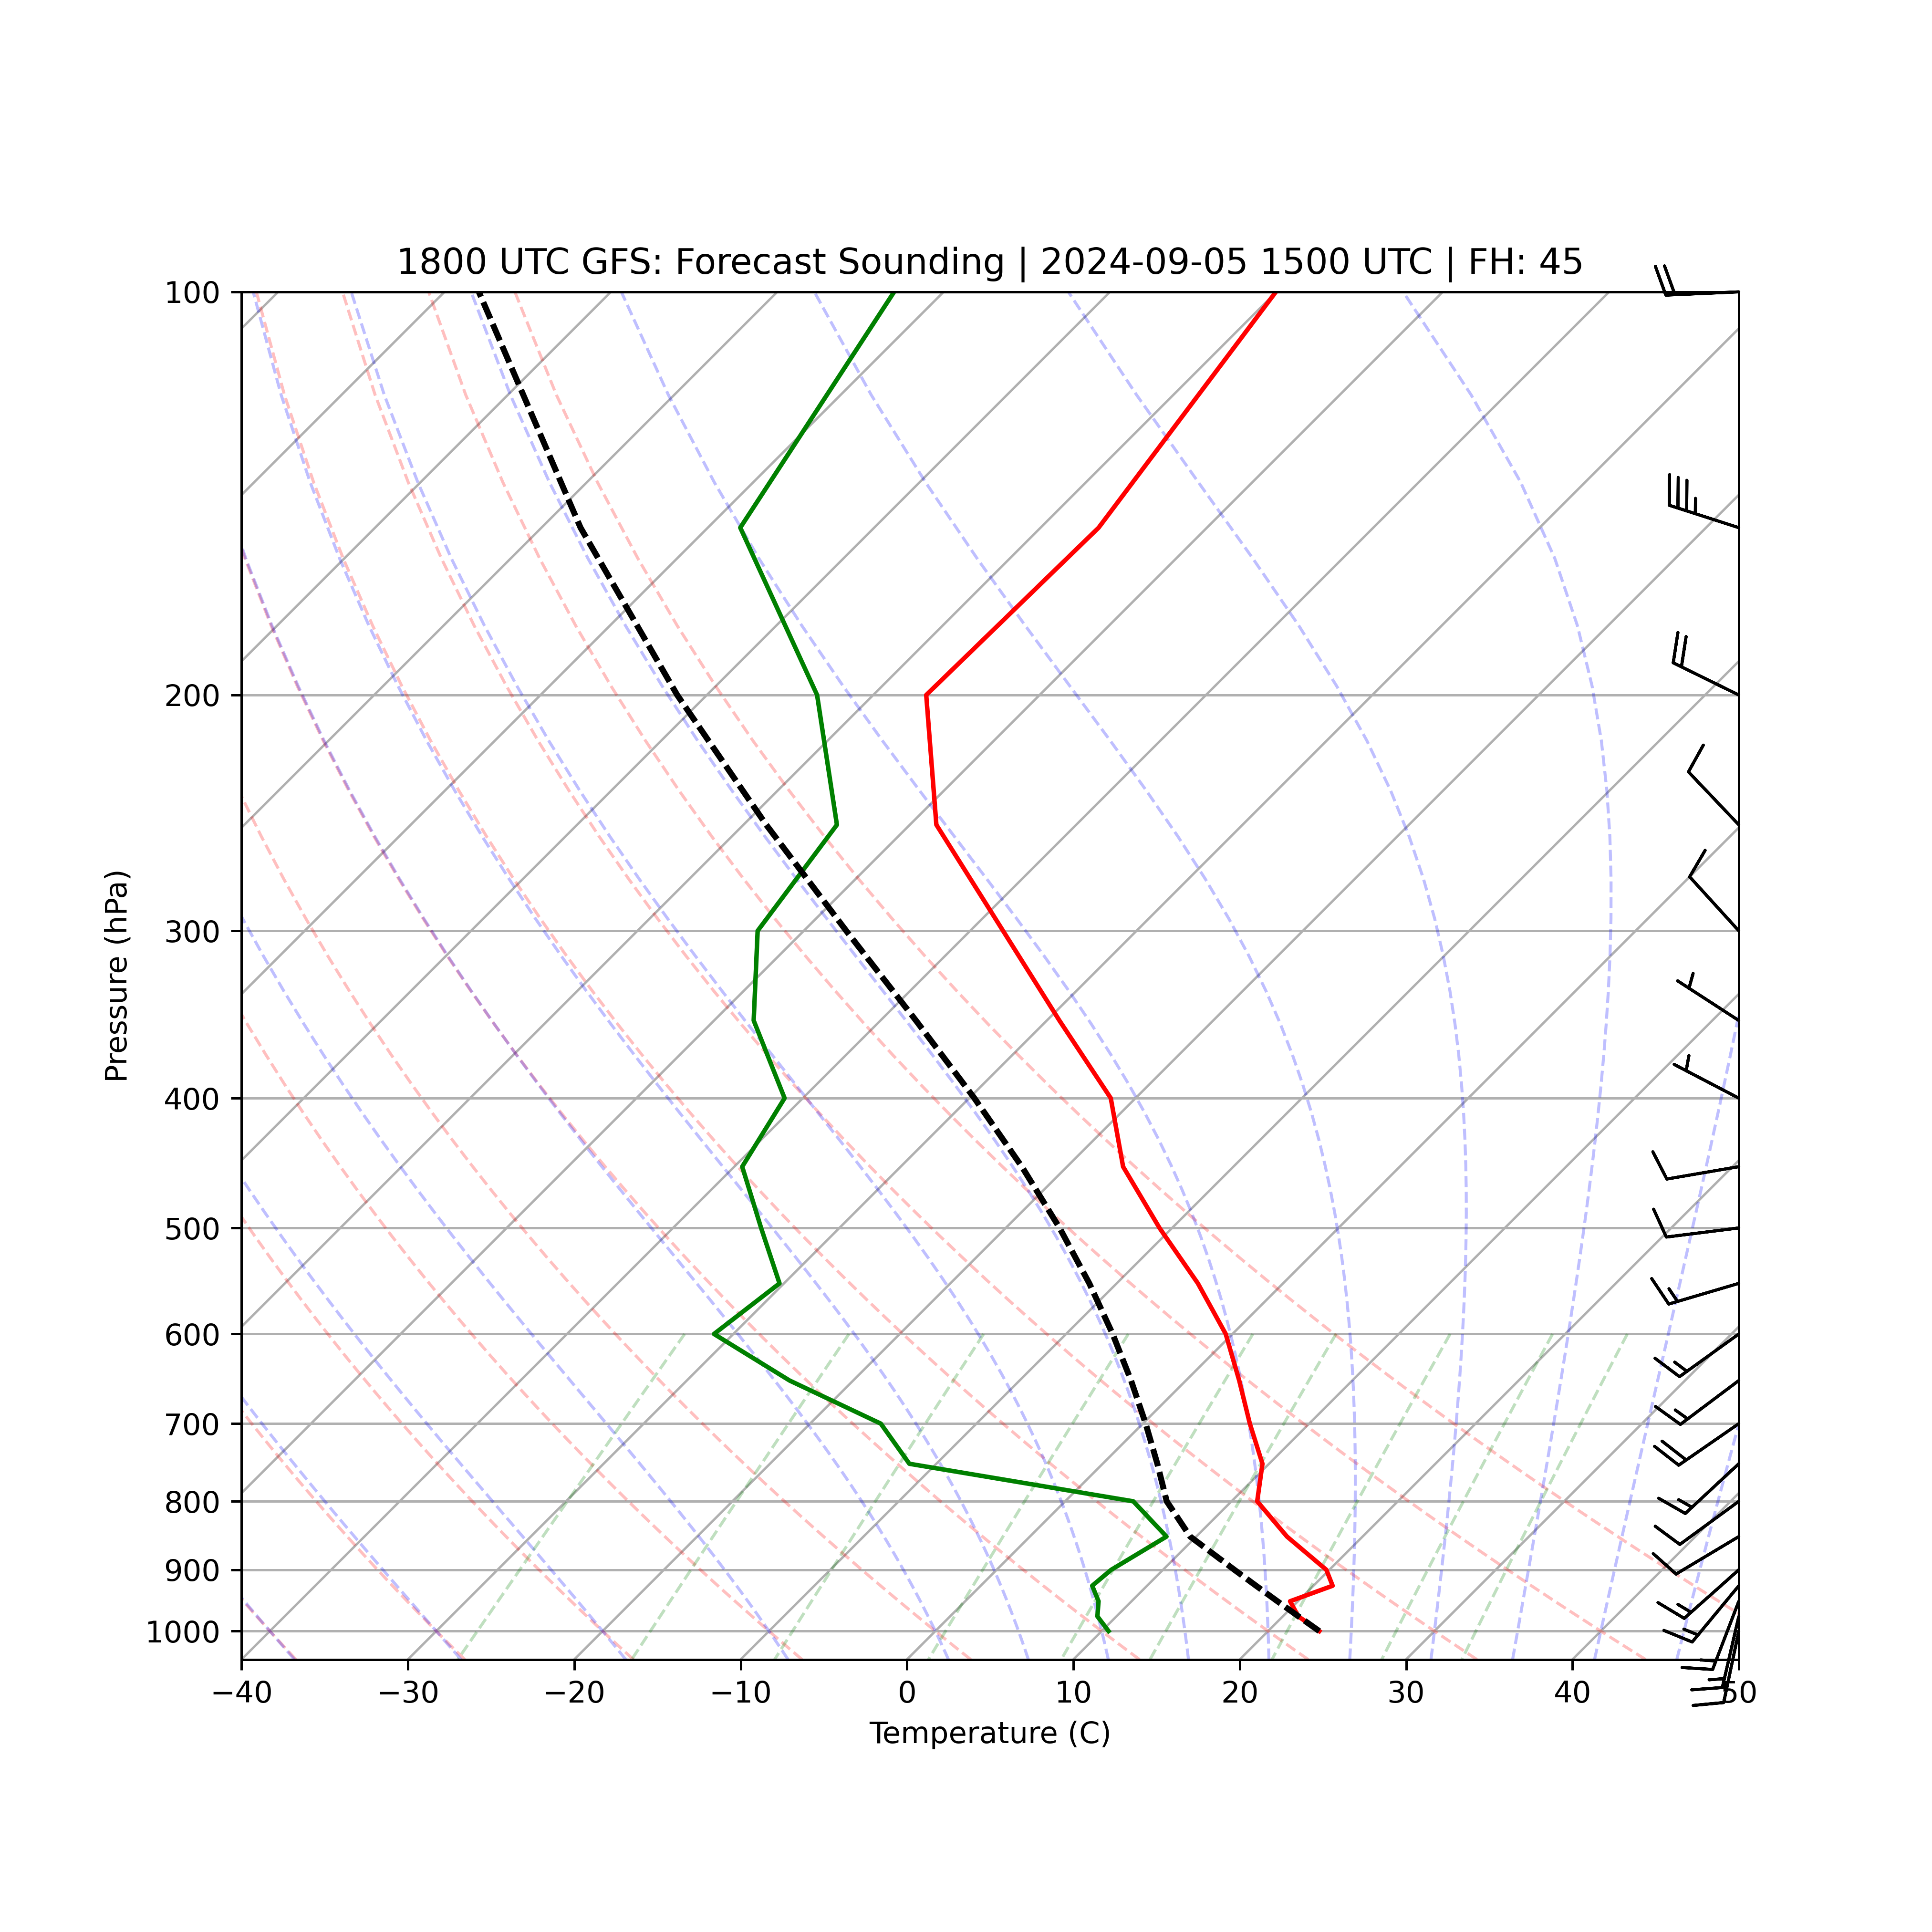 1800 UTC GFS: Forecast Sounding | 2024-09-05 1500 UTC | FH: 45
100
200
300
400
500
600
700
800
900
1000
Pressure (hPa)
−40 −30 −20 −10 0 10 20 30 40 50
Temperature (C)